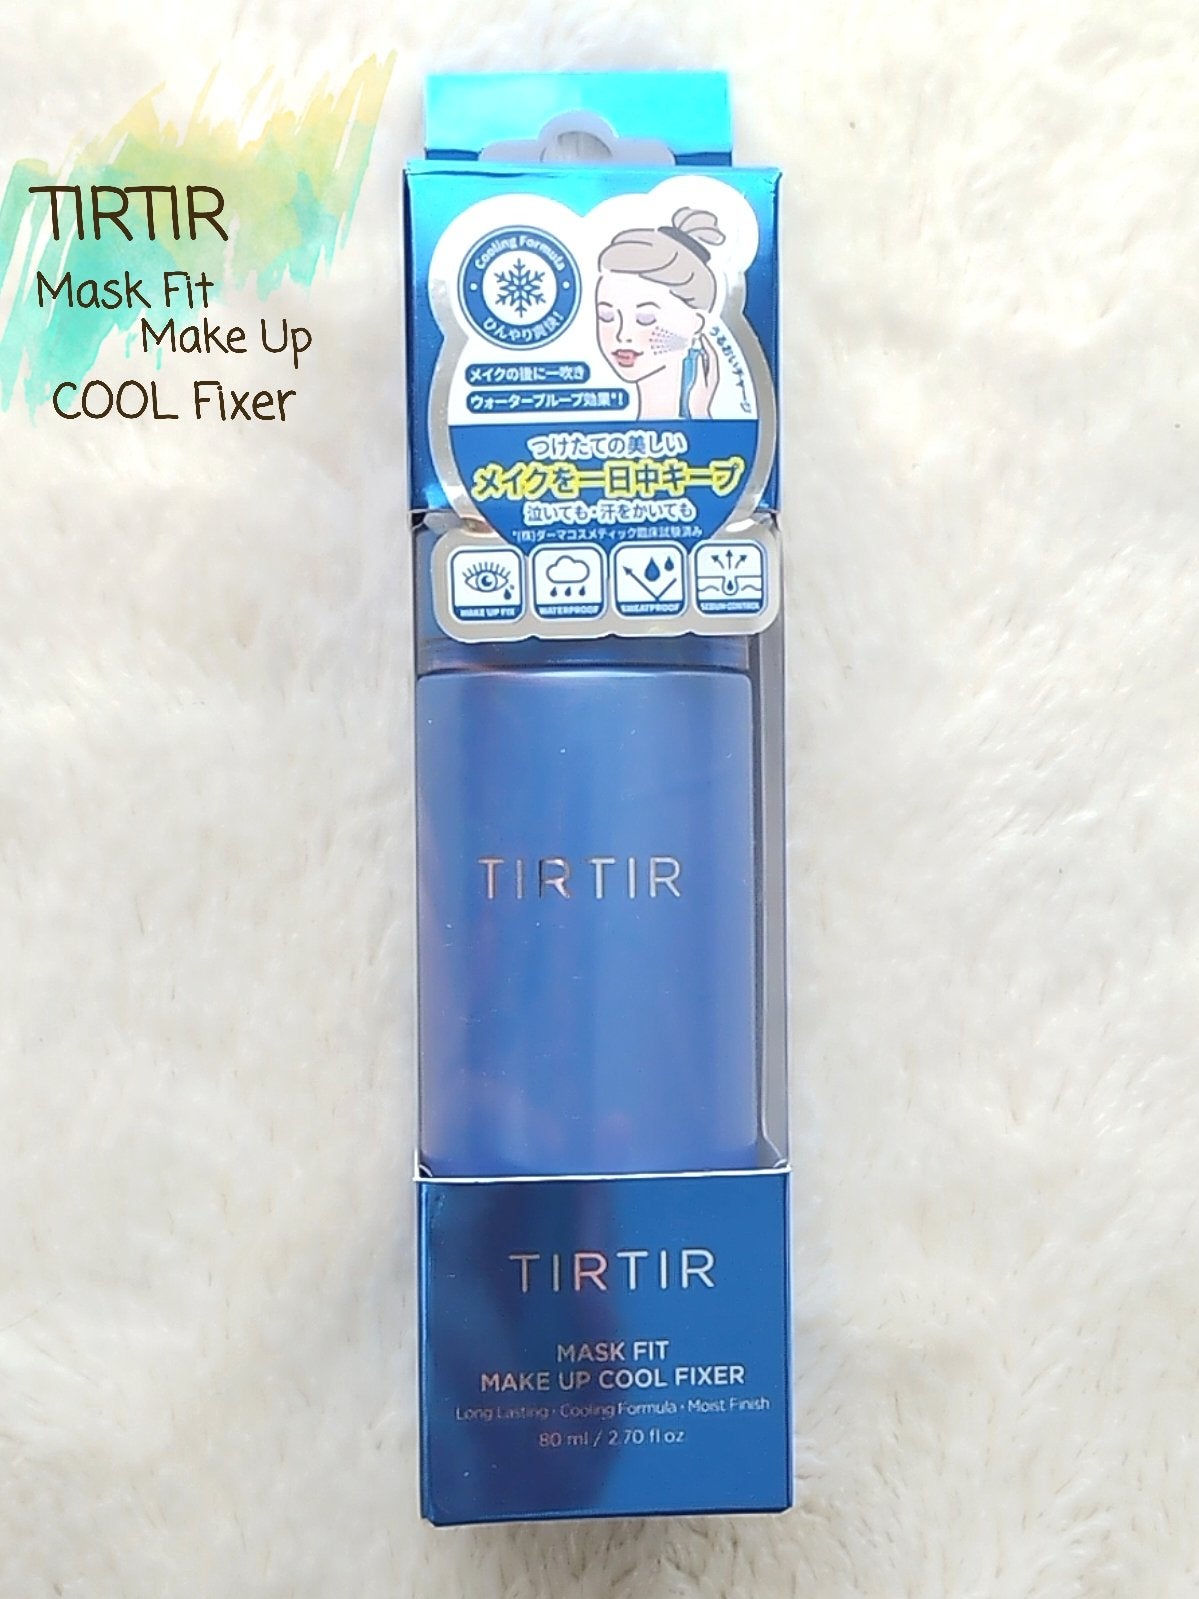 TIRTIR
Mask Fit
Make Up
COOL Fixer
Cooling Formula
ひんやり爽快!
うるおいチャージ
メイクの後に一吹き
ウォータープルーフ効果*!
つけたての美しい
メイクを一日中キープ
泣いても・汗をかいても
*(株)ダーマコスメティック臨床試験済み
MAKE UP FIX
WATERPROOF
SWEATPROOF
SEBUM-CONTROL
TIRTIR
TIRTIR
MASK FIT
MAKE UP COOL FIXER
Long Lasting · Cooling Formula · Moist Finish
80 ml / 2.70 fl oz